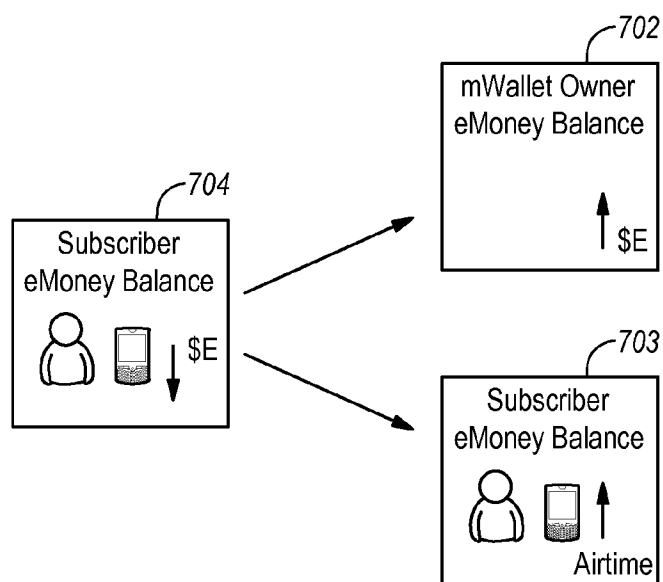 702
mWallet Owner
eMoney Balance
$E
704
Subscriber
eMoney Balance
$E
703
Subscriber
eMoney Balance
Airtime